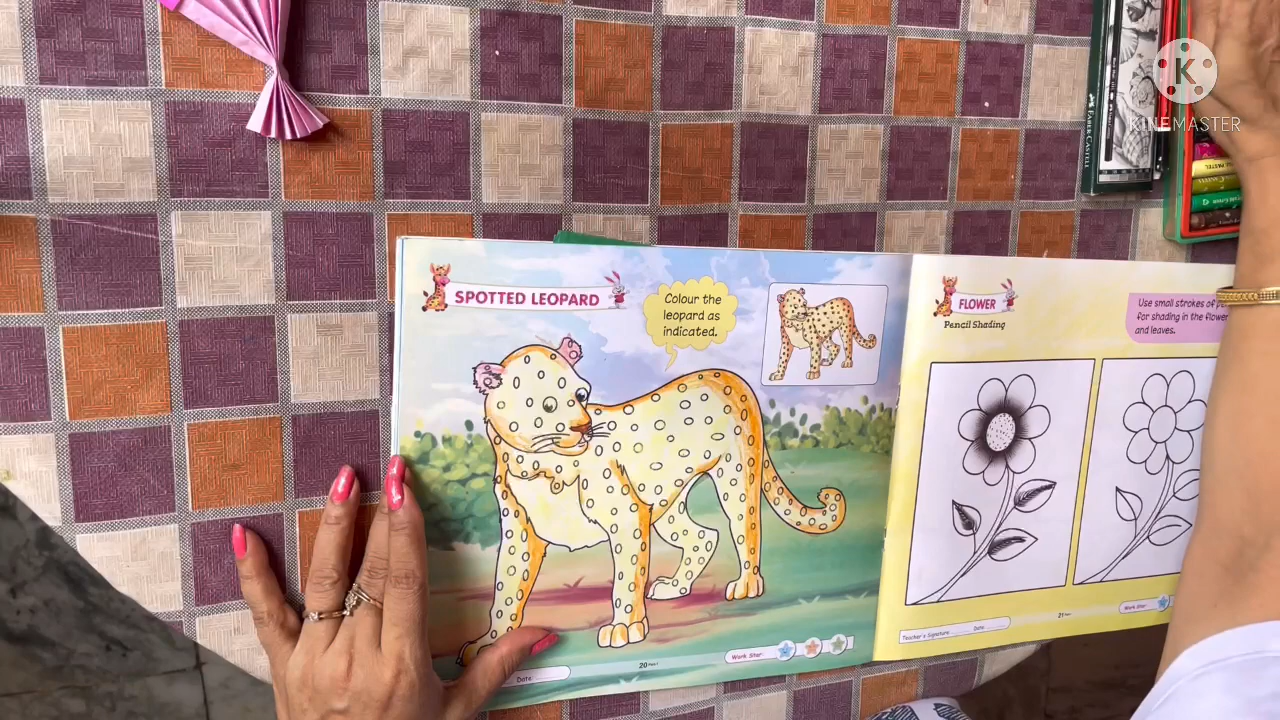 K
KINEMASTER
FABER-CASTELL
PASTEL
SPOTTED LEOPARD
Colour the
leopard as
indicated.
Date
20
Work Star
FLOWER
Pencil Shading
Use small strokes of
for shading in the flower
and leaves.
Teacher's Signature Date
21
Work Star